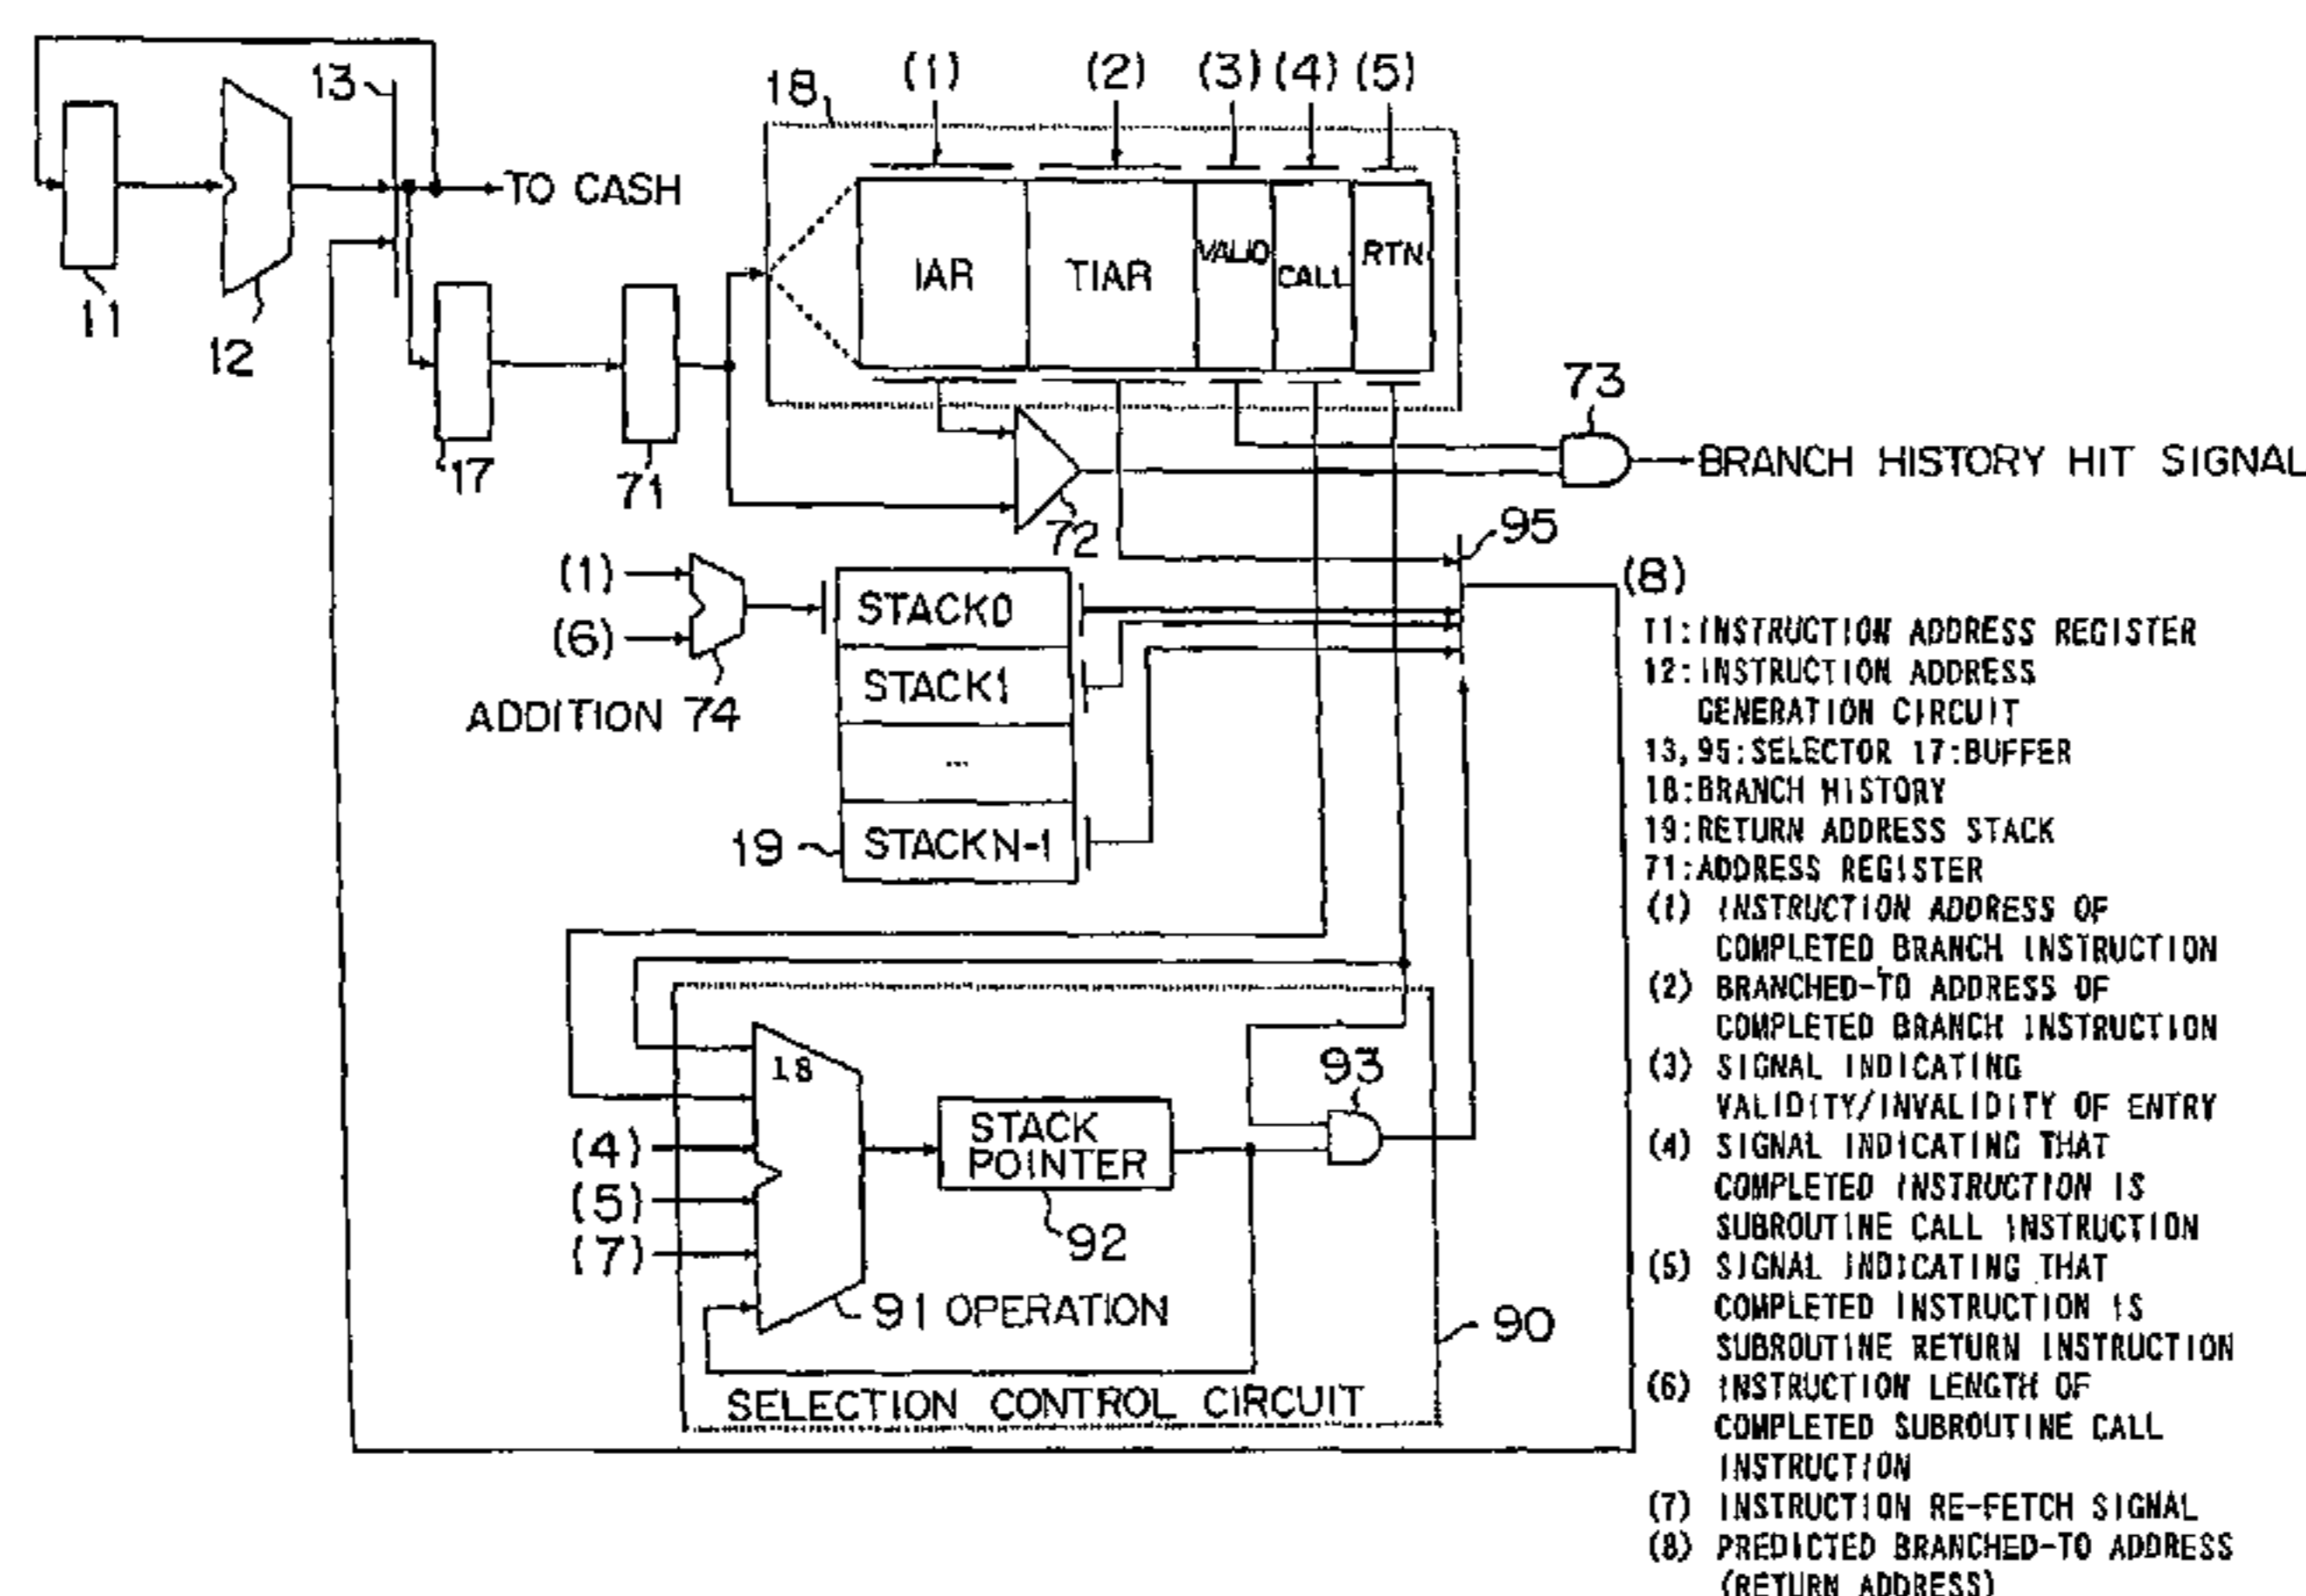 (1) (2) (3) (4) (5)
13
18
TO CASH
VALID
IAR TIAR CALL RTN
11
12
73
17 71
BRANCH HISTORY HIT SIGNAL
72
95
(1)
(6)
ADDITION 74
STACK0
STACK1
...
19 STACKN-1
(8)
18
93
(4)
(5)
(7)
STACK
POINTER
92
91 OPERATION
90
SELECTION CONTROL CIRCUIT
11:INSTRUCTION ADDRESS REGISTER
12:INSTRUCTION ADDRESS
GENERATION CIRCUIT
13,95:SELECTOR 17:BUFFER
18:BRANCH HISTORY
19:RETURN ADDRESS STACK
71:ADDRESS REGISTER
(1) INSTRUCTION ADDRESS OF
COMPLETED BRANCH INSTRUCTION
(2) BRANCHED-TO ADDRESS OF
COMPLETED BRANCH INSTRUCTION
(3) SIGNAL INDICATING
VALIDITY/INVALIDITY OF ENTRY
(4) SIGNAL INDICATING THAT
COMPLETED INSTRUCTION IS
SUBROUTINE CALL INSTRUCTION
(5) SIGNAL INDICATING THAT
COMPLETED INSTRUCTION IS
SUBROUTINE RETURN INSTRUCTION
(6) INSTRUCTION LENGTH OF
COMPLETED SUBROUTINE CALL
INSTRUCTION
(7) INSTRUCTION RE-FETCH SIGNAL
(8) PREDICTED BRANCHED-TO ADDRESS
(RETURN ADDRESS)